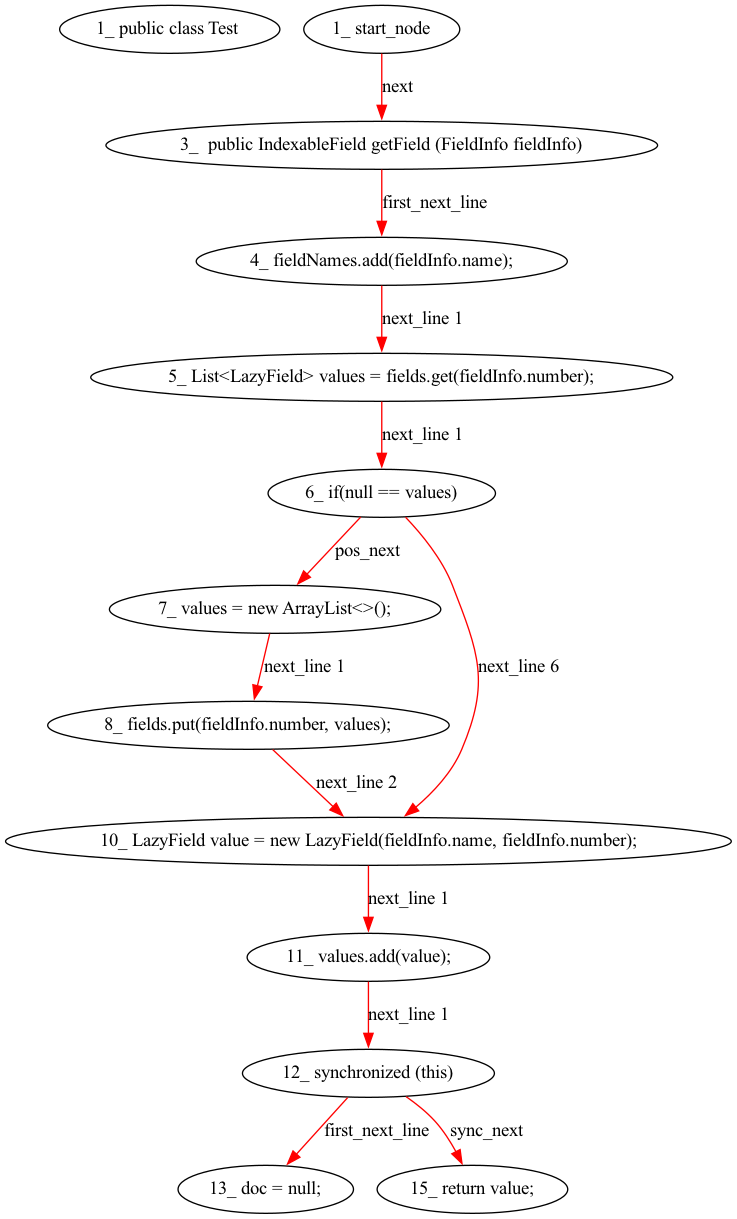 1_ public class Test
1_ start_node
next
3_ public IndexableField getField (FieldInfo fieldInfo)
first_next_line
4_ fieldNames.add(fieldInfo.name);
next_line 1
5_ List<LazyField> values = fields.get(fieldInfo.number);
next_line 1
6_ if(null == values)
pos_next
7_ values = new ArrayList<>();
next_line 1
next_line 6
8_ fields.put(fieldInfo.number, values);
next_line 2
10_ LazyField value = new LazyField(fieldInfo.name, fieldInfo.number);
next_line 1
11_ values.add(value);
next_line 1
12_ synchronized (this)
first_next_line
sync_next
13_ doc = null;
15_ return value;